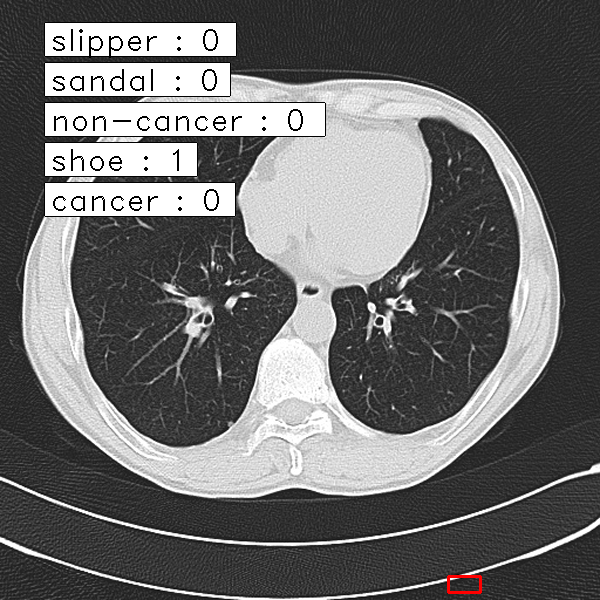 slipper : 0
sandal : 0
non-cancer : 0
shoe : 1
cancer : 0